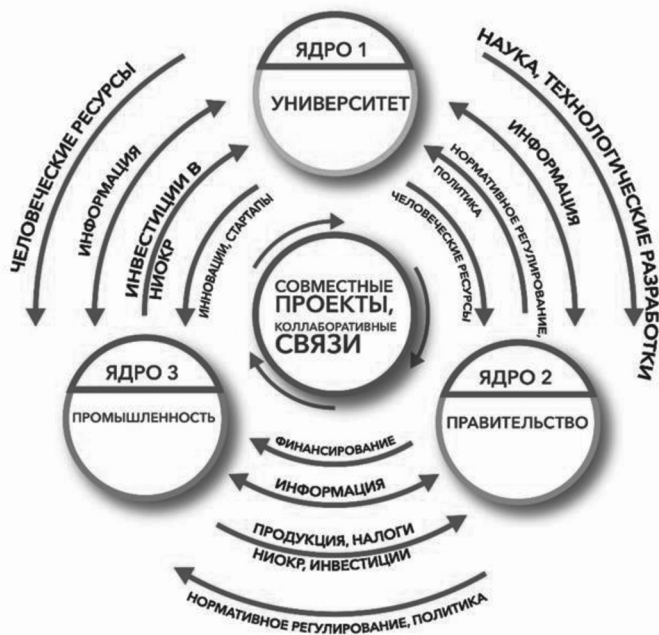 ЯДРО 1
УНИВЕРСИТЕТ
ЧЕЛОВЕЧЕСКИЕ РЕСУРСЫ
ИНФОРМАЦИЯ
ИНВЕСТИЦИИ В
НИОКР
ИННОВАЦИИ, СТАРТАПЫ
НАУКА, ТЕХНОЛОГИЧЕСКИЕ РАЗРАБОТКИ
ИНФОРМАЦИЯ
НОРМАТИВНОЕ РЕГУЛИРОВАНИЕ,
ПОЛИТИКА
ЧЕЛОВЕЧЕСКИЕ РЕСУРСЫ
СОВМЕСТНЫЕ
ПРОЕКТЫ,
КОЛЛАБОРАТИВНЫЕ
СВЯЗИ
ЯДРО 3
ПРОМЫШЛЕННОСТЬ
ЯДРО 2
ПРАВИТЕЛЬСТВО
ФИНАНСИРОВАНИЕ
ИНФОРМАЦИЯ
ПРОДУКЦИЯ, НАЛОГИ
НИОКР, ИНВЕСТИЦИИ
НОРМАТИВНОЕ РЕГУЛИРОВАНИЕ, ПОЛИТИКА